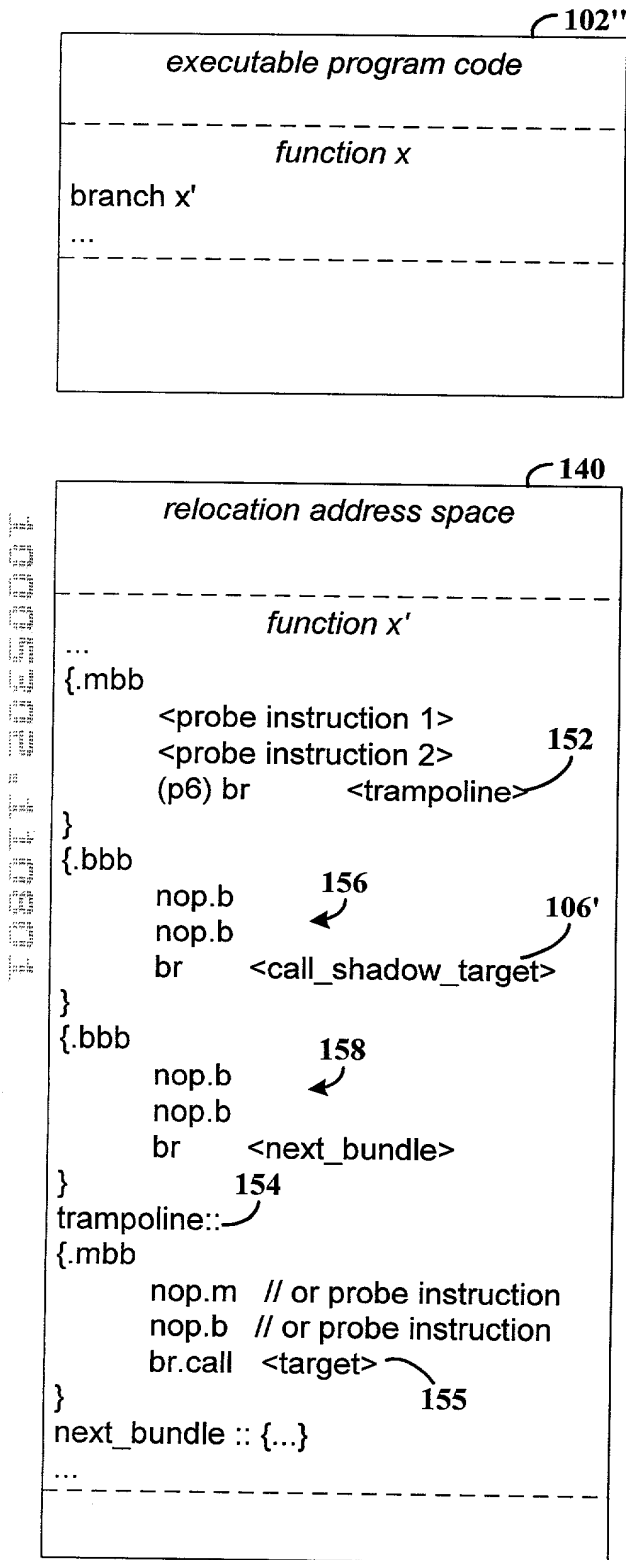 102''
executable program code
function x
branch x'
...
140
relocation address space
function x'
...
{.mbb
<probe instruction 1>
<probe instruction 2> 152
(p6) br <trampoline>
}
{.bbb
nop.b 156
nop.b 106'
br <call_shadow_target>
}
{.bbb
nop.b 158
nop.b
br <next_bundle>
} 154
trampoline::
{.mbb
nop.m // or probe instruction
nop.b // or probe instruction
br.call <target>
} 155
next_bundle :: {...}
...